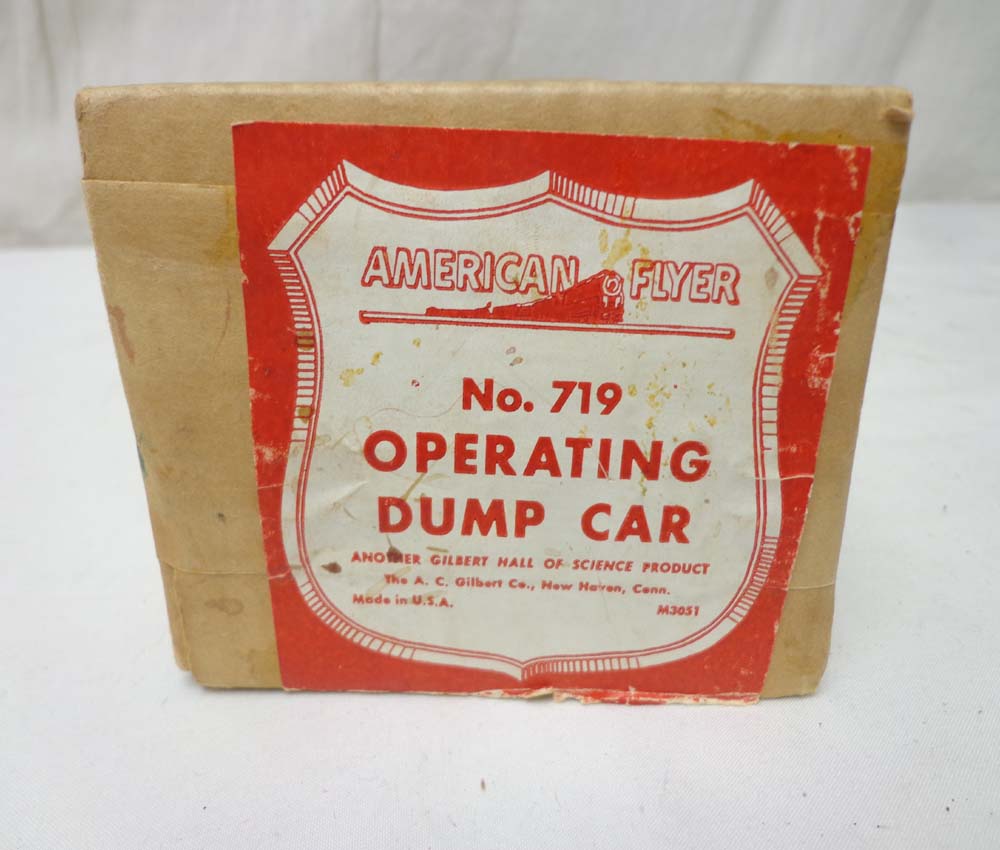 AMERICAN FLYER
No. 719
OPERATING
DUMP CAR
ANOTHER GILBERT HALL OF SCIENCE PRODUCT
The A. C. Gilbert Co., New Haven, Conn.
Made in U.S.A. M3051